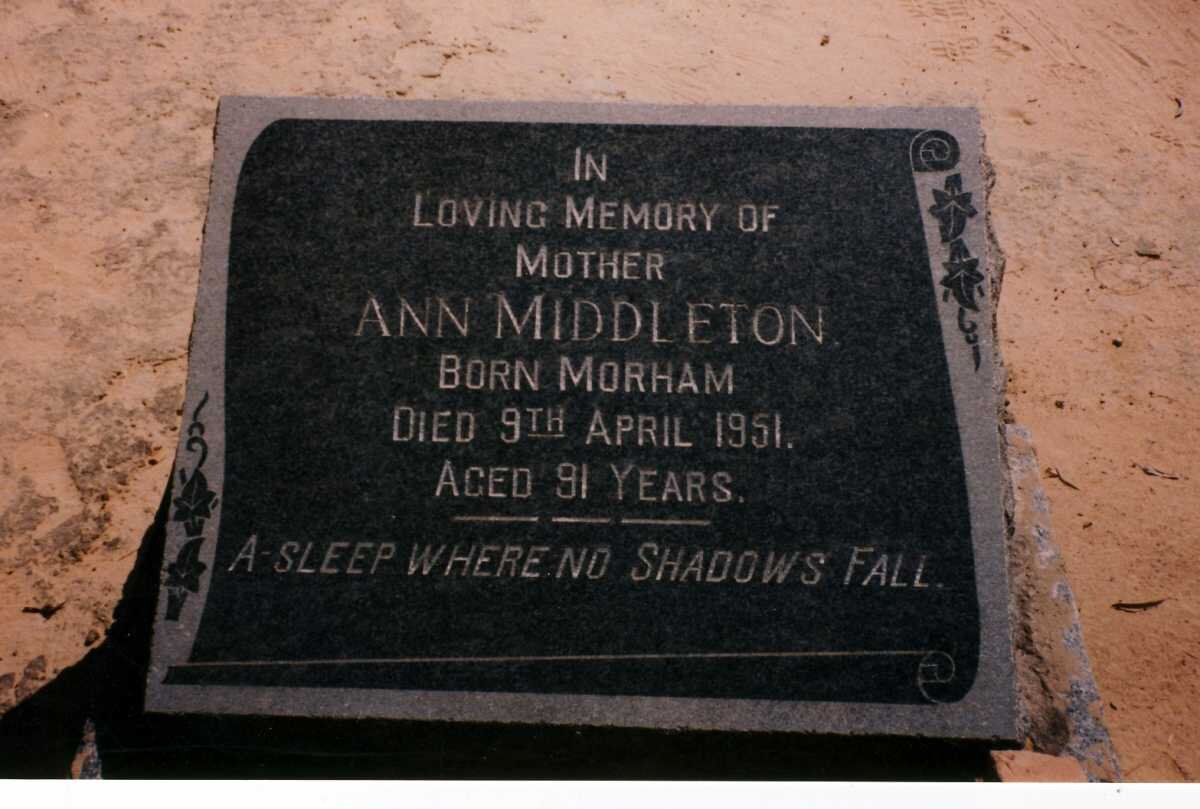 IN
LOVING MEMORY OF
MOTHER
ANN MIDDLETON.
BORN MORHAM
DIED 9TH APRIL 1951.
AGED 91 YEARS.
A-SLEEP WHERE NO SHADOWS FALL.